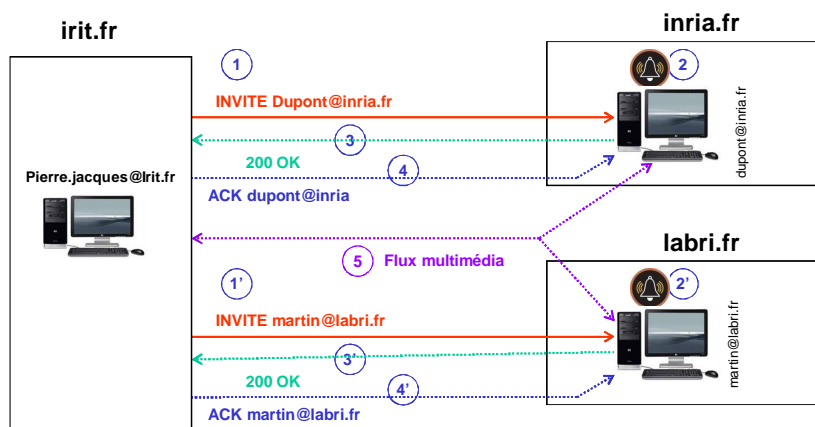 irit.fr
inria.fr
1
2
INVITE Dupont@inria.fr
3
200 OK
dupont@inria.fr
Pierre.jacques@Irit.fr
4
ACK dupont@inria
labri.fr
5
Flux multimédia
1’
2’
INVITE martin@labri.fr
3’
200 OK
martin@labri.fr
4’
ACK martin@labri.fr